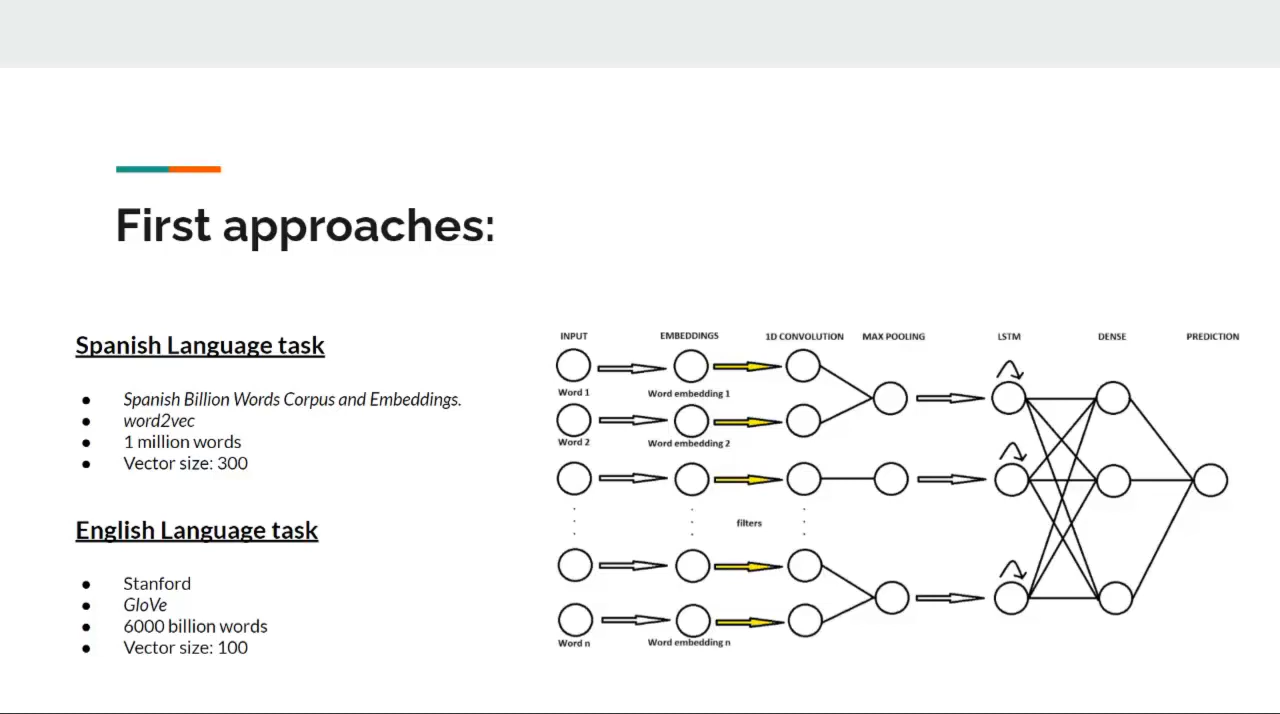 First approaches:
Spanish Language task
● Spanish Billion Words Corpus and Embeddings.
● word2vec
● 1 million words
● Vector size: 300
English Language task
● Stanford
● GloVe
● 6000 billion words
● Vector size: 100
INPUT EMBEDDINGS 1D CONVOLUTION MAX POOLING LSTM DENSE PREDICTION
Word 1 Word embedding 1
Word 2 Word embedding 2
filters
Word n Word embedding n